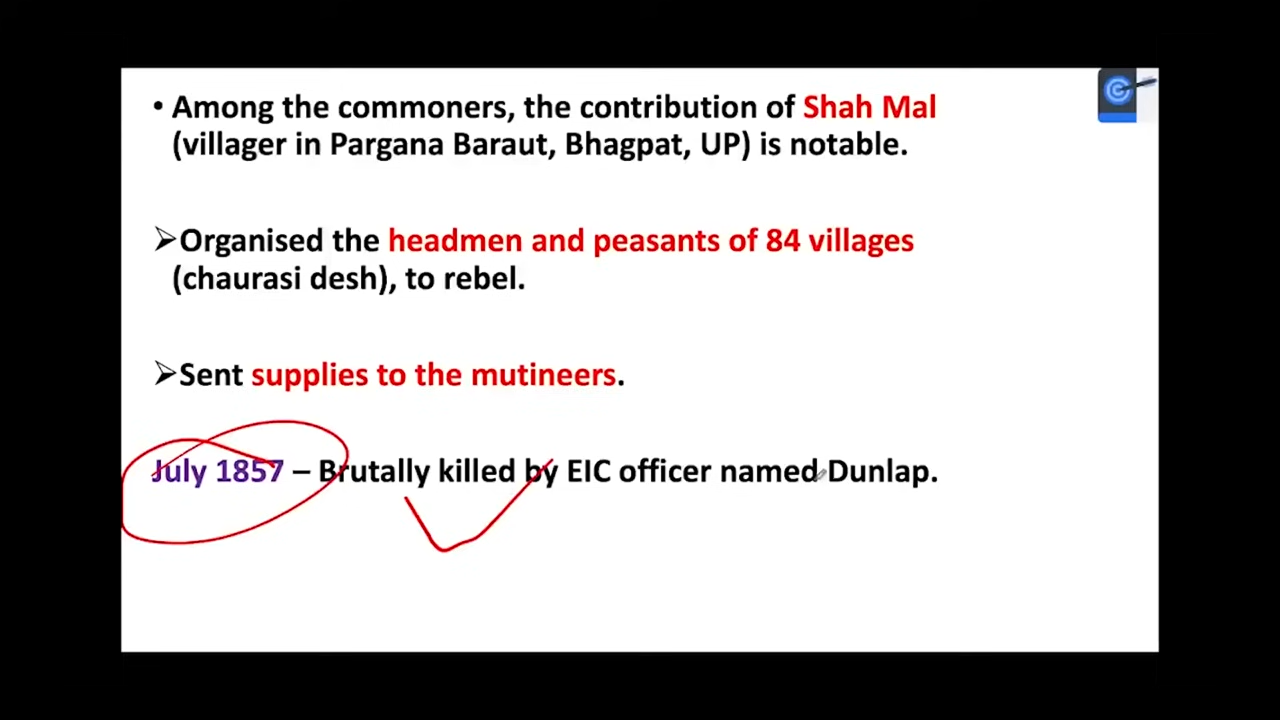 • Among the commoners, the contribution of Shah Mal
(villager in Pargana Baraut, Bhagpat, UP) is notable.
➢Organised the headmen and peasants of 84 villages
(chaurasi desh), to rebel.
➢Sent supplies to the mutineers.
July 1857 – Brutally killed by EIC officer named Dunlap.